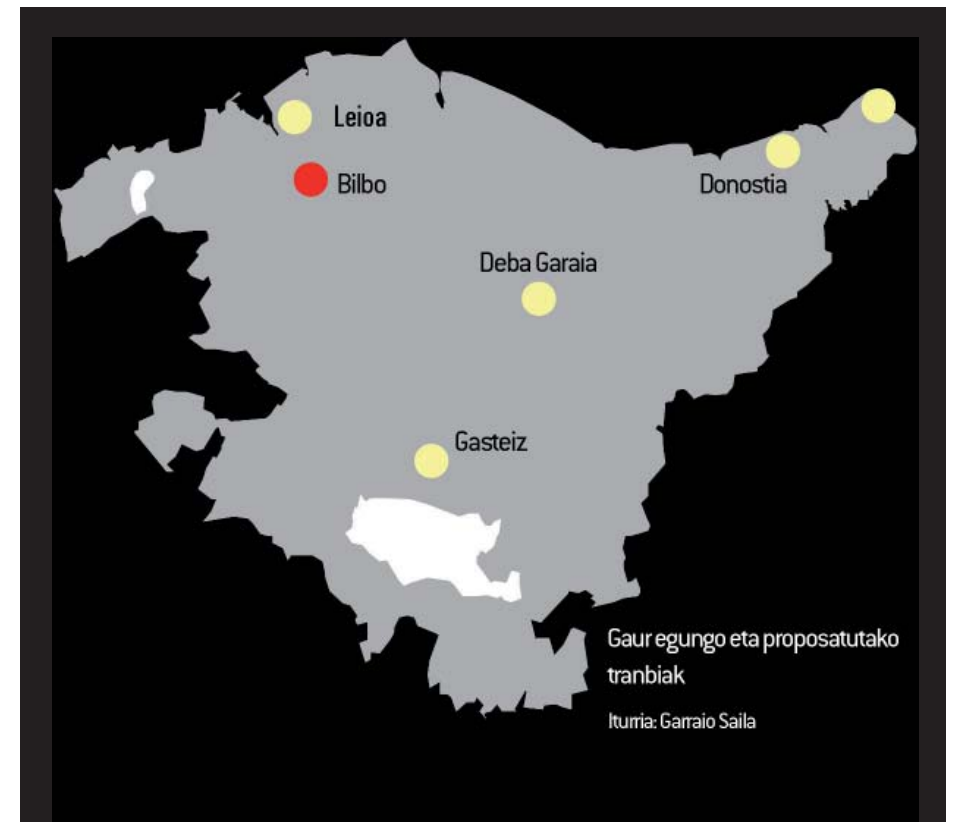 Leioa
Bilbo
Donostia
Deba Garaia
Gasteiz
Gaur egungo eta proposatutako
tranbiak
Iturria: Garraio Saila